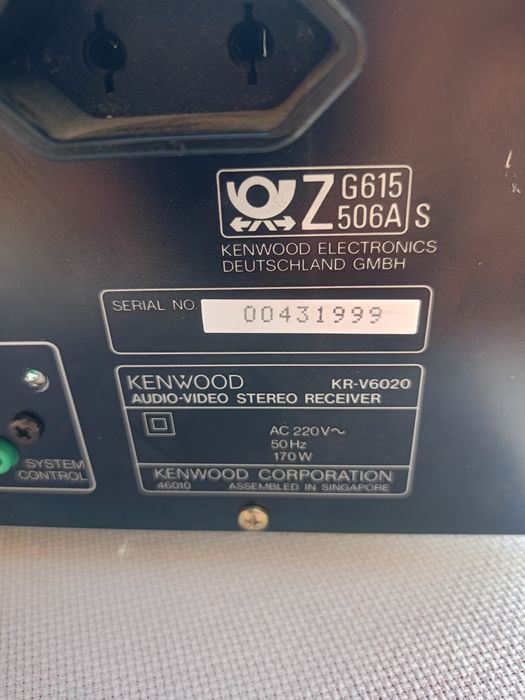 Z G615
506A S
KENWOOD ELECTRONICS
DEUTSCHLAND GMBH
SERIAL NO. 00431999
KENWOOD KR-V6020
AUDIO-VIDEO STEREO RECEIVER
AC 220V~
50Hz
170W
KENWOOD CORPORATION
46010 ASSEMBLED IN SINGAPORE
SYSTEM
CONTROL